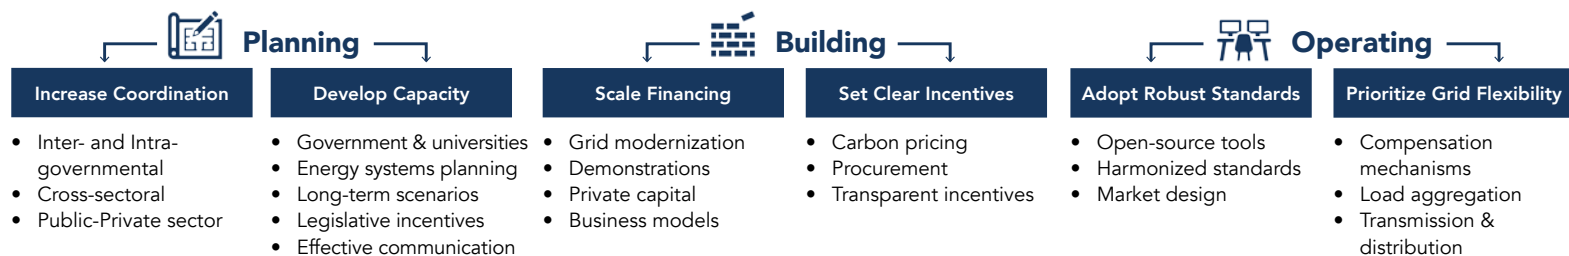 Planning
Increase Coordination
• Inter- and Intra-
governmental
• Cross-sectoral
• Public-Private sector
Develop Capacity
• Government & universities
• Energy systems planning
• Long-term scenarios
• Legislative incentives
• Effective communication
Building
Scale Financing
• Grid modernization
• Demonstrations
• Private capital
• Business models
Set Clear Incentives
• Carbon pricing
• Procurement
• Transparent incentives
Operating
Adopt Robust Standards
• Open-source tools
• Harmonized standards
• Market design
Prioritize Grid Flexibility
• Compensation
mechanisms
• Load aggregation
• Transmission &
distribution